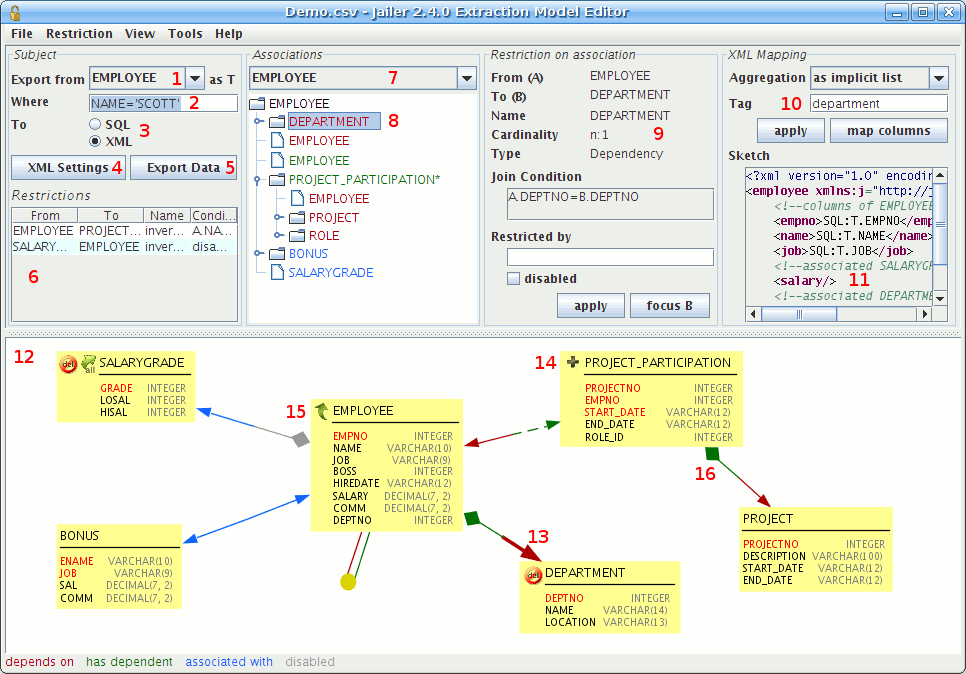 Demo.csv - Jailer 2.4.0 Extraction Model Editor
File Restriction View Tools Help
Subject
Export from EMPLOYEE 1 as T
Where NAME='SCOTT' 2
To SQL 3
XML
XML Settings 4 Export Data 5
Restrictions
From To Name Condi...
EMPLOYEE PROJECT... inver... A.NA...
SALARY... EMPLOYEE inver... disa...
6
Associations
EMPLOYEE 7
EMPLOYEE
DEPARTMENT 8
EMPLOYEE
EMPLOYEE
PROJECT_PARTICIPATION*
EMPLOYEE
PROJECT
ROLE
BONUS
SALARYGRADE
Restriction on association
From (A) EMPLOYEE
To (B) DEPARTMENT
Name DEPARTMENT
Cardinality n:1 9
Type Dependency
Join Condition
A.DEPTNO=B.DEPTNO
Restricted by
disabled
apply focus B
XML Mapping
Aggregation as implicit list
Tag 10 department
apply map columns
Sketch
<?xml version="1.0" encodin
<employee xmlns:j="http://j
<!--columns of EMPLOYEE
<empno>SQL:T.EMPNO</emp
<name>SQL:T.NAME</name>
<job>SQL:T.JOB</job>
<!--associated SALARYGR
<salary/> 11
<!--associated DEPARTME
12
del all SALARYGRADE
GRADE INTEGER
LOSAL INTEGER
HISAL INTEGER
14 PROJECT_PARTICIPATION
PROJECTNO INTEGER
EMPNO INTEGER
START_DATE VARCHAR(12)
END_DATE VARCHAR(12)
ROLE_ID INTEGER
15 EMPLOYEE
EMPNO INTEGER
NAME VARCHAR(10)
JOB VARCHAR(9)
BOSS INTEGER
HIREDATE VARCHAR(12)
SALARY DECIMAL(7, 2)
COMM DECIMAL(7, 2)
DEPTNO INTEGER
16
PROJECT
PROJECTNO INTEGER
DESCRIPTION VARCHAR(100)
START_DATE VARCHAR(12)
END_DATE VARCHAR(12)
BONUS
ENAME VARCHAR(10)
JOB VARCHAR(9)
SAL DECIMAL(7, 2)
COMM DECIMAL(7, 2)
13
del DEPARTMENT
DEPTNO INTEGER
NAME VARCHAR(14)
LOCATION VARCHAR(13)
depends on has dependent associated with disabled